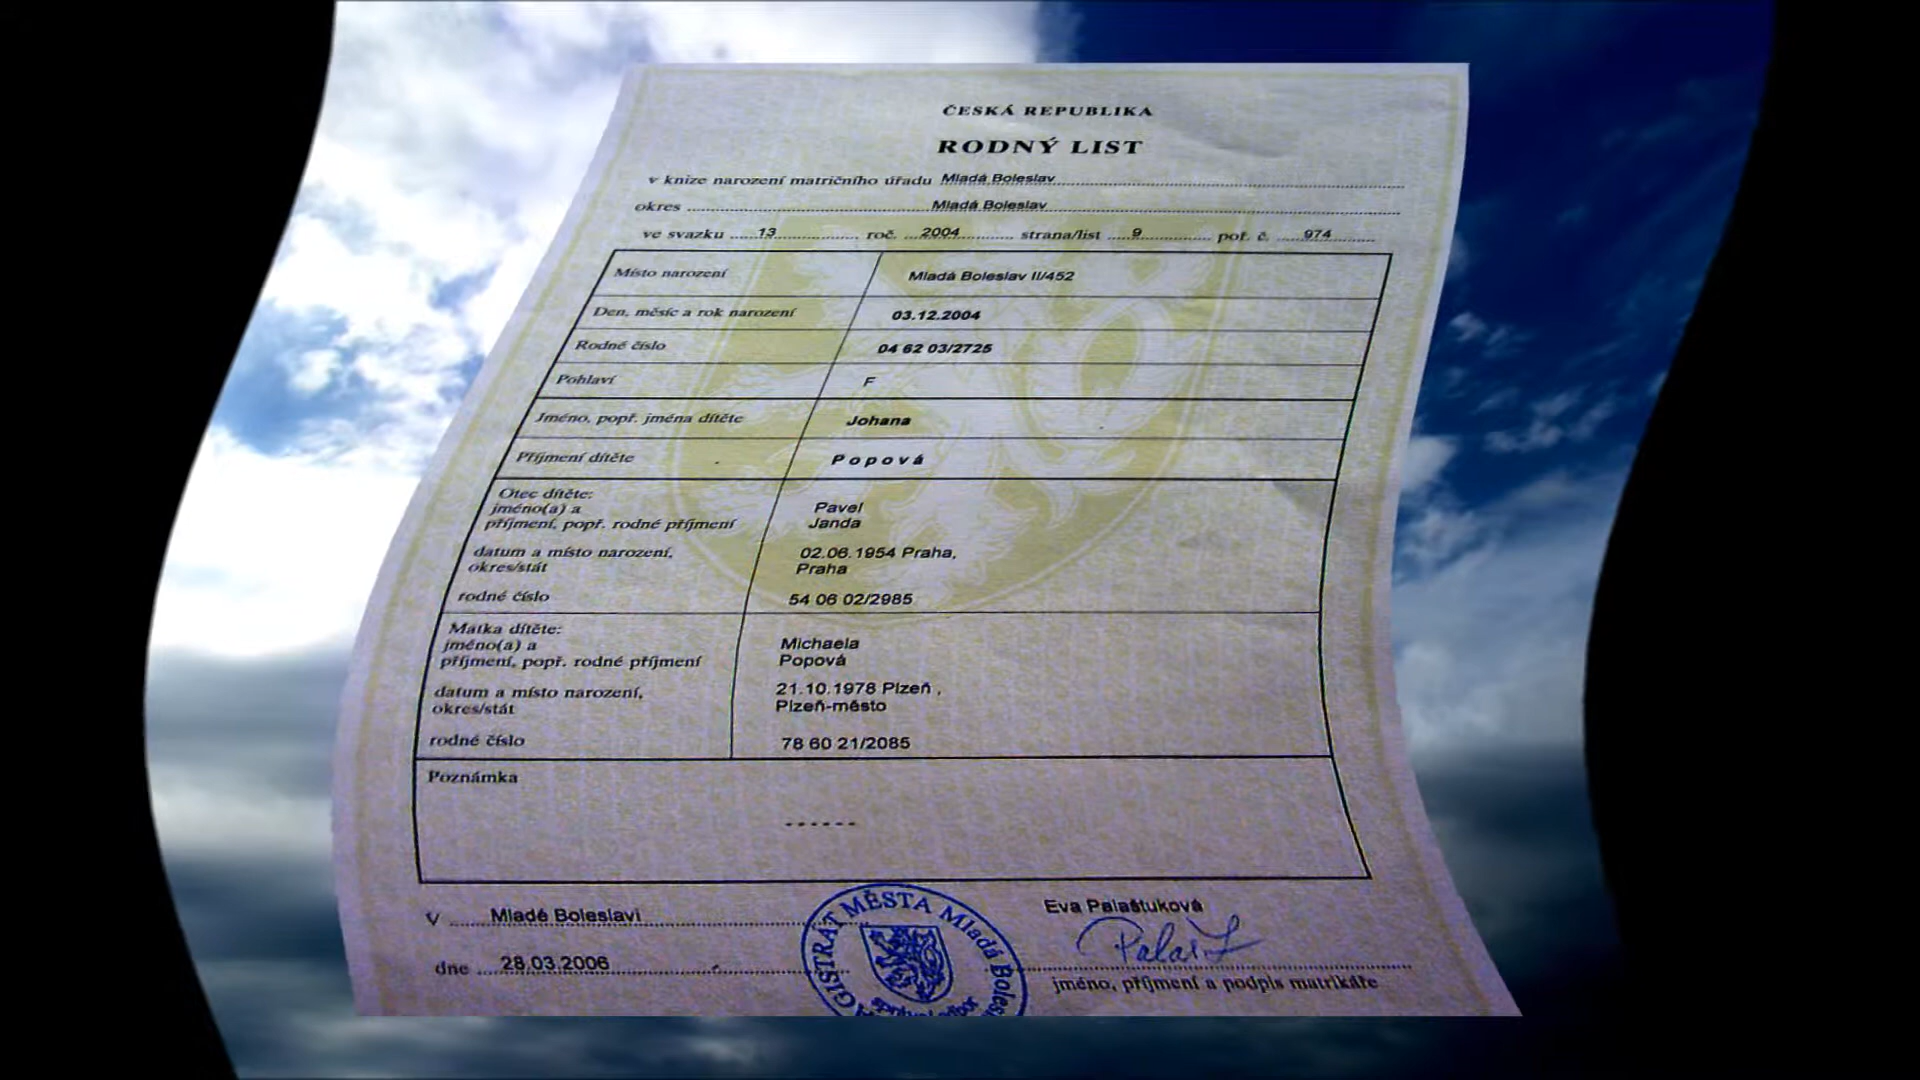 ČESKÁ REPUBLIKA
RODNÝ LIST
v knize narození matričního úřadu Mladá Boleslav
okres Mladá Boleslav
ve svazku 13 roč. 2004 strana/list 9 poř. č. 974
Místo narození Mladá Boleslav II/452
Den, měsíc a rok narození 03.12.2004
Rodné číslo 04 62 03/2725
Pohlaví F
Jméno, popř. jména dítěte Johana
Příjmení dítěte Popová
Otec dítěte:
jméno(a) a Pavel
příjmení, popř. rodné příjmení Janda
datum a místo narození, 02.06.1954 Praha,
okres/stát Praha
rodné číslo 54 06 02/2985
Matka dítěte:
jméno(a) a Michaela
příjmení, popř. rodné příjmení Popová
datum a místo narození, 21.10.1978 Plzeň ,
okres/stát Plzeň-město
rodné číslo 78 60 21/2085
Poznámka
------
V Mladé Boleslavi
Eva Palaštuková
dne 28.03.2006
jméno, příjmení a podpis matrikáře
GISTRÁT MĚSTA Mladá Boles
správní odbor